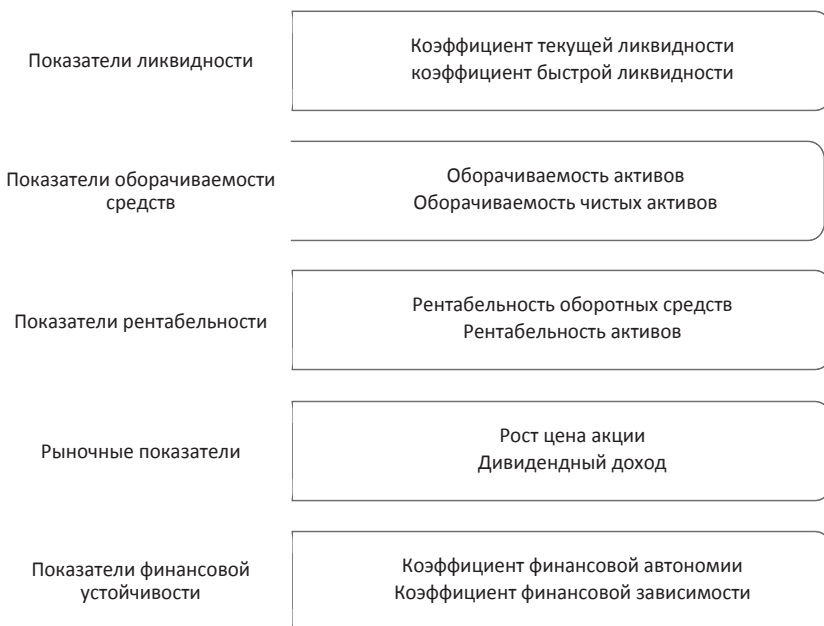 Показатели ликвидности
Коэффициент текущей ликвидности
коэффициент быстрой ликвидности
Показатели оборачиваемости
средств
Оборачиваемость активов
Оборачиваемость чистых активов
Показатели рентабельности
Рентабельность оборотных средств
Рентабельность активов
Рыночные показатели
Рост цена акции
Дивидендный доход
Показатели финансовой
устойчивости
Коэффициент финансовой автономии
Коэффициент финансовой зависимости